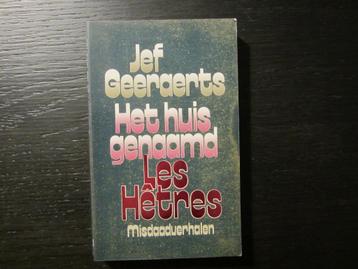 Jef
Geeraerts
Het huis
genaamd
Les
Hêtres
Misdaadverhalen